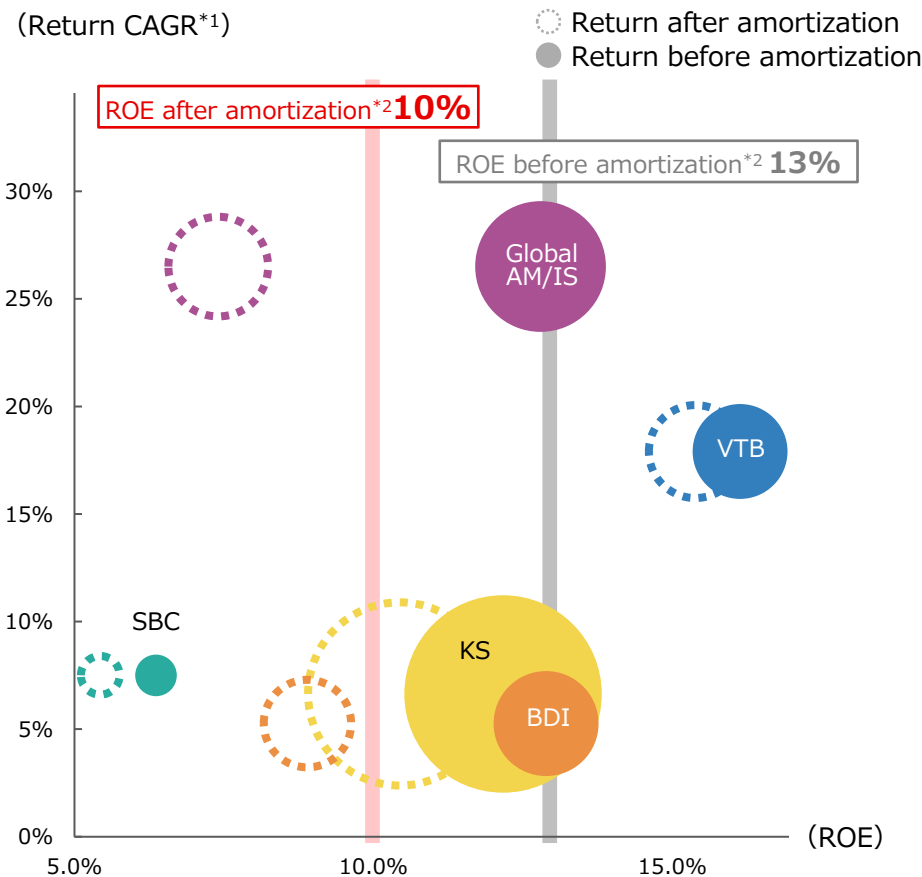 (Return CAGR*1)
Return after amortization
Return before amortization
ROE after amortization*2 10%
ROE before amortization*2 13%
30%
Global
AM/IS
25%
20%
VTB
15%
10%
SBC
KS
5%
BDI
0%
(ROE)
5.0%
10.0%
15.0%